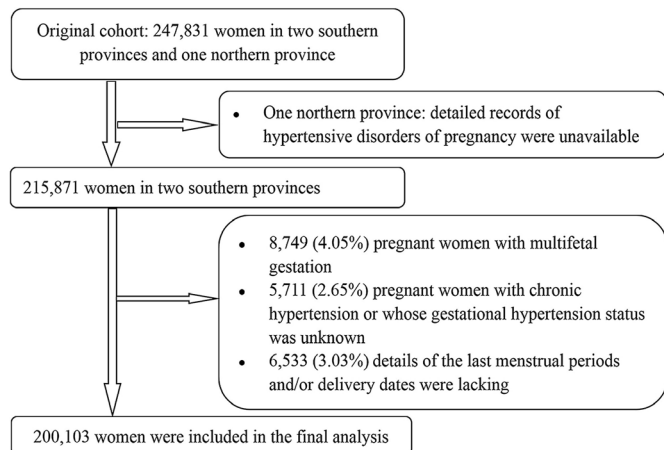 Original cohort: 247,831 women in two southern
provinces and one northern province
• One northern province: detailed records of
hypertensive disorders of pregnancy were unavailable
215,871 women in two southern provinces
• 8,749 (4.05%) pregnant women with multifetal
gestation
• 5,711 (2.65%) pregnant women with chronic
hypertension or whose gestational hypertension status
was unknown
• 6,533 (3.03%) details of the last menstrual periods
and/or delivery dates were lacking
200,103 women were included in the final analysis